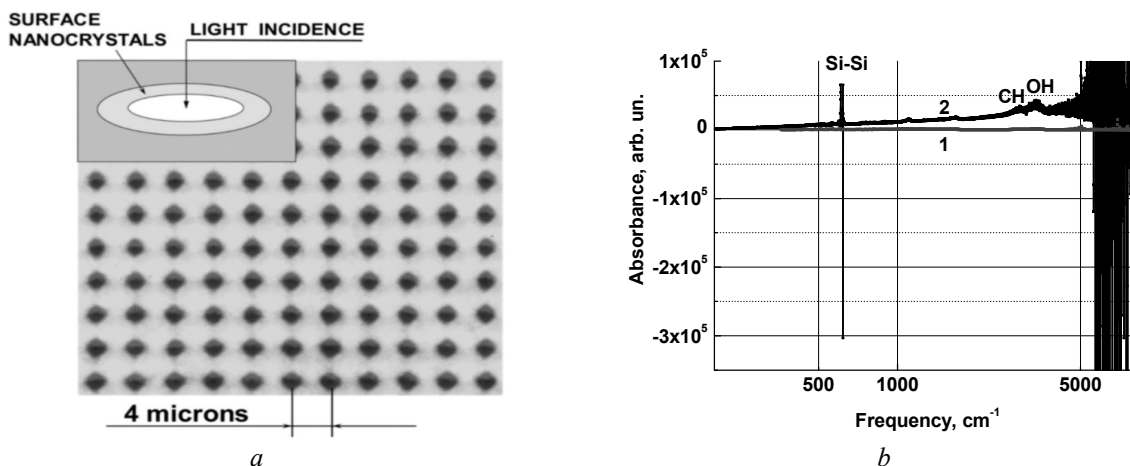 SURFACE
NANOCRYSTALS
LIGHT INCIDENCE
4 microns
a
1x10^5
0
-1x10^5
-2x10^5
-3x10^5
Absorbance, arb. un.
Si-Si
CH
OH
2
1
500
1000
5000
Frequency, cm^-1
b